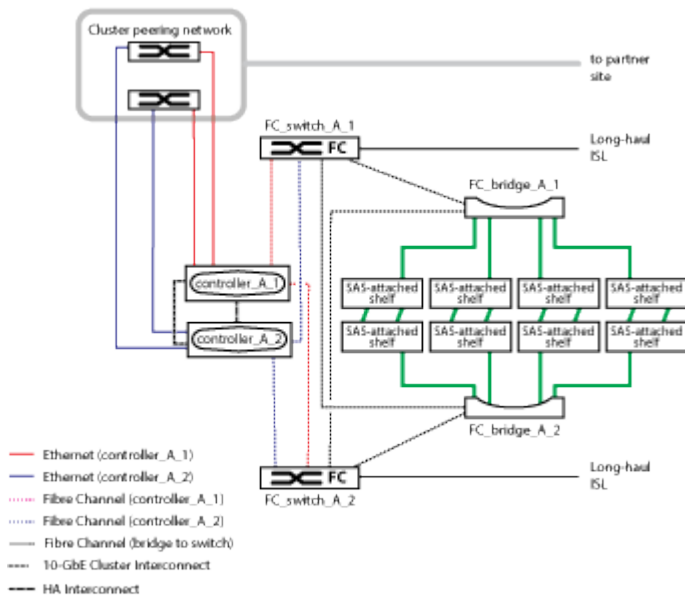 Cluster peering network
to partner
site
FC_switch_A_1
FC
Long-haul
ISL
FC_bridge_A_1
controller_A_1
controller_A_2
SAS-attached
shelf
SAS-attached
shelf
SAS-attached
shelf
SAS-attached
shelf
SAS-attached
shelf
SAS-attached
shelf
SAS-attached
shelf
SAS-attached
shelf
FC_bridge_A_2
FC
FC_switch_A_2
Long-haul
ISL
Ethernet (controller_A_1)
Ethernet (controller_A_2)
Fibre Channel (controller_A_1)
Fibre Channel (controller_A_2)
Fibre Channel (bridge to switch)
10-GbE Cluster Interconnect
HA Interconnect